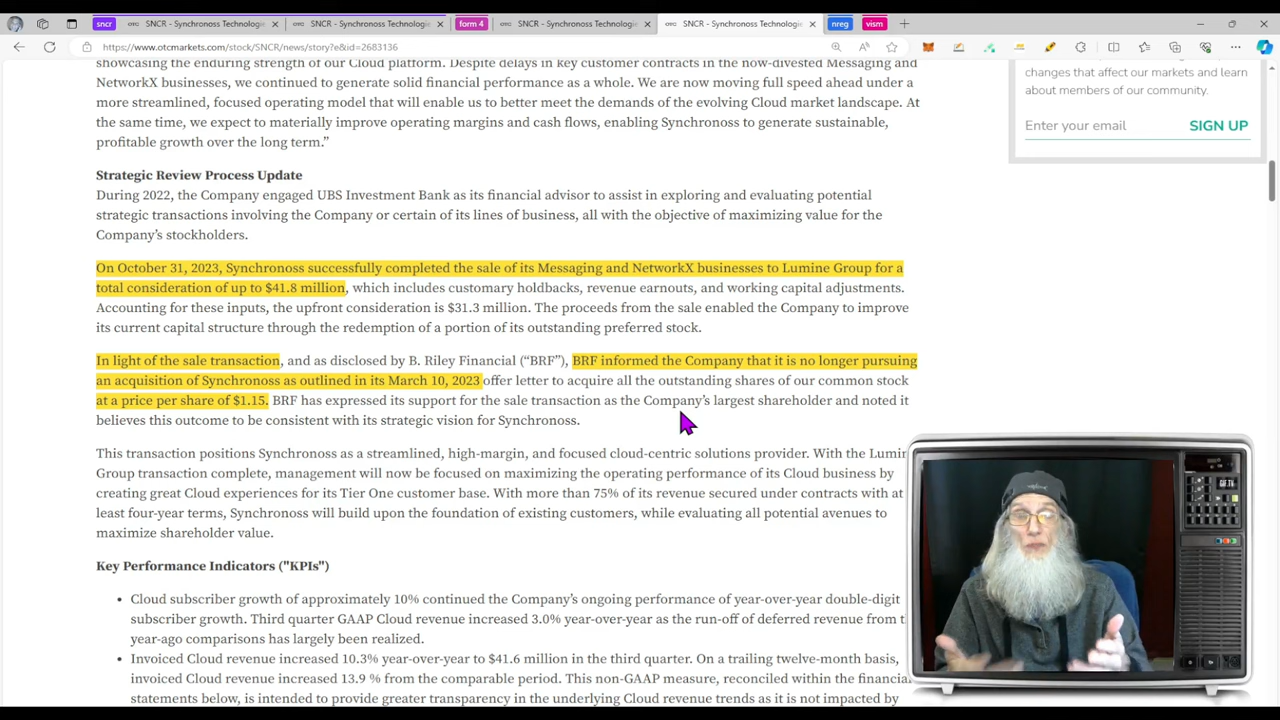 sncr
SNCR - Synchronoss Technologie
SNCR - Synchronoss Technologie
form 4
SNCR - Synchronoss Technologie
SNCR - Synchronoss Technologie
nreg
vism
https://www.otcmarkets.com/stock/SNCR/news/story?e&id=2683136
showcasing the enduring strength of our Cloud platform. Despite delays in key customer contracts in the now-divested Messaging and
NetworkX businesses, we continued to generate solid financial performance as a whole. We are now moving full speed ahead under
a more streamlined, focused operating model that will enable us to better meet the demands of the evolving Cloud market landscape. At
the same time, we expect to materially improve operating margins and cash flows, enabling Synchronoss to generate sustainable,
profitable growth over the long term.”
changes that affect our markets and learn
about members of our community.
Enter your email
SIGN UP
Strategic Review Process Update
During 2022, the Company engaged UBS Investment Bank as its financial advisor to assist in exploring and evaluating potential
strategic transactions involving the Company or certain of its lines of business, all with the objective of maximizing value for the
Company’s stockholders.
On October 31, 2023, Synchronoss successfully completed the sale of its Messaging and NetworkX businesses to Lumine Group for a
total consideration of up to $41.8 million, which includes customary holdbacks, revenue earnouts, and working capital adjustments.
Accounting for these inputs, the upfront consideration is $31.3 million. The proceeds from the sale enabled the Company to improve
its current capital structure through the redemption of a portion of its outstanding preferred stock.
In light of the sale transaction, and as disclosed by B. Riley Financial (“BRF”), BRF informed the Company that it is no longer pursuing
an acquisition of Synchronoss as outlined in its March 10, 2023 offer letter to acquire all the outstanding shares of our common stock
at a price per share of $1.15. BRF has expressed its support for the sale transaction as the Company’s largest shareholder and noted it
believes this outcome to be consistent with its strategic vision for Synchronoss.
This transaction positions Synchronoss as a streamlined, high-margin, and focused cloud-centric solutions provider. With the Lumin
Group transaction complete, management will now be focused on maximizing the operating performance of its Cloud business by
creating great Cloud experiences for its Tier One customer base. With more than 75% of its revenue secured under contracts with at
least four-year terms, Synchronoss will build upon the foundation of existing customers, while evaluating all potential avenues to
maximize shareholder value.
Key Performance Indicators ("KPIs")
• Cloud subscriber growth of approximately 10% continued the Company’s ongoing performance of year-over-year double-digit
subscriber growth. Third quarter GAAP Cloud revenue increased 3.0% year-over-year as the run-off of deferred revenue from t
year-ago comparisons has largely been realized.
• Invoiced Cloud revenue increased 10.3% year-over-year to million in the third quarter. On a trailing twelve-month basis,
invoiced Cloud revenue increased 13.9 % from the comparable period. This non-GAAP measure, reconciled within the financial
statements below, is intended to provide greater transparency in the underlying Cloud revenue trends as it is not impacted by